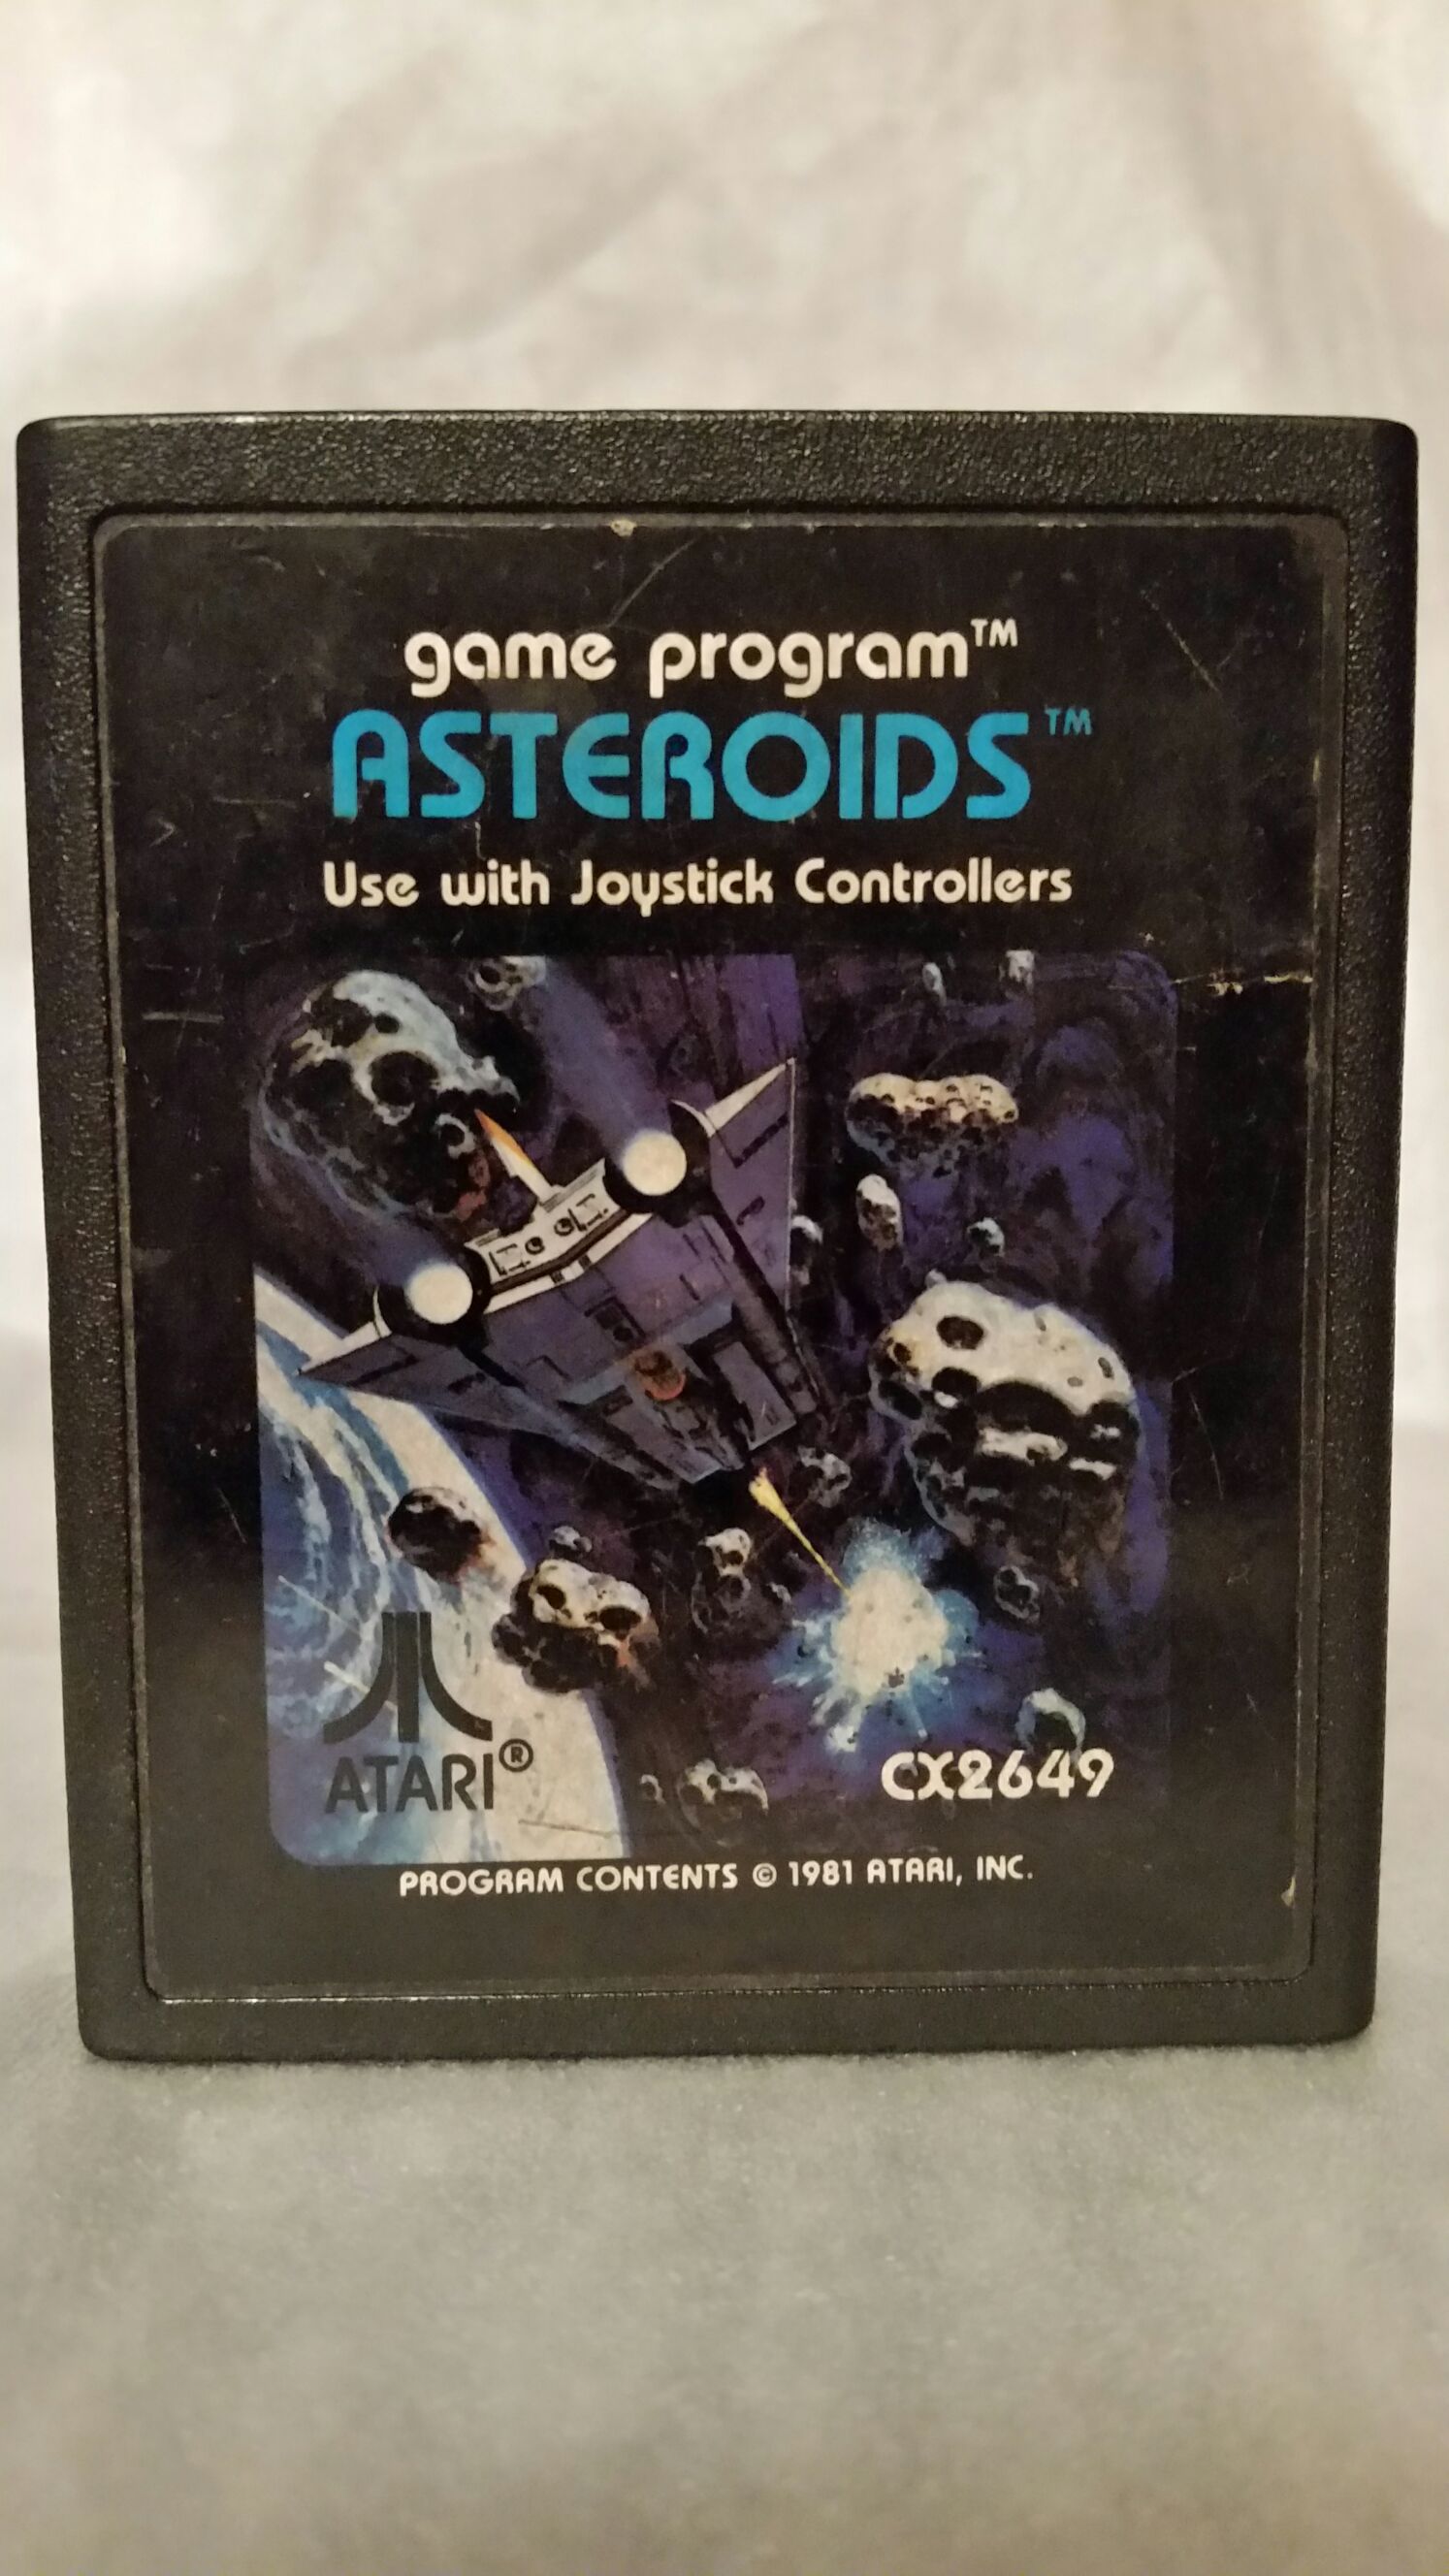 game program™
ASTEROIDS™
Use with Joystick Controllers
ATARI®
CX2649
PROGRAM CONTENTS © 1981 ATARI, INC.